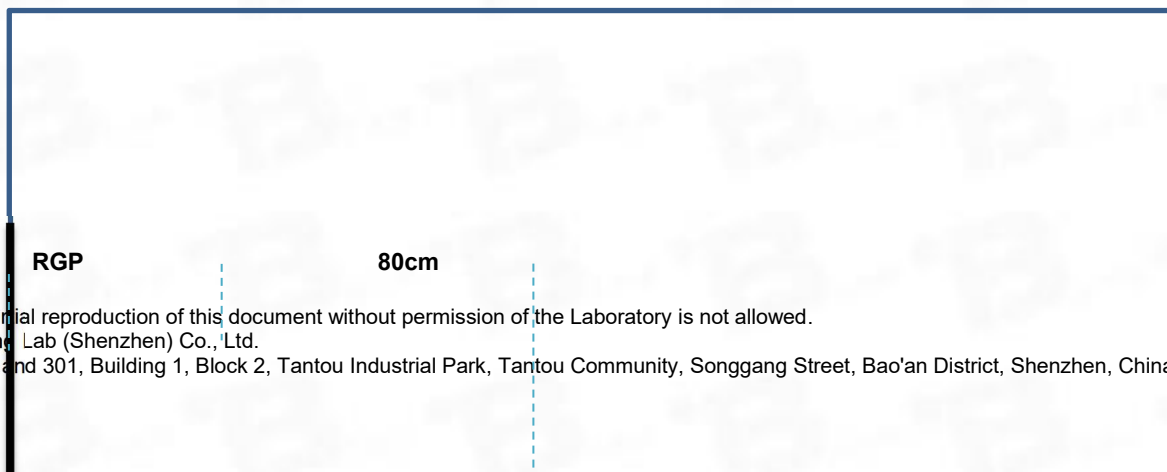 RGP 80cm
ial reproduction of this document without permission of the Laboratory is not allowed.
Lab (Shenzhen) Co., Ltd.
and 301, Building 1, Block 2, Tantou Industrial Park, Tantou Community, Songgang Street, Bao'an District, Shenzhen, China